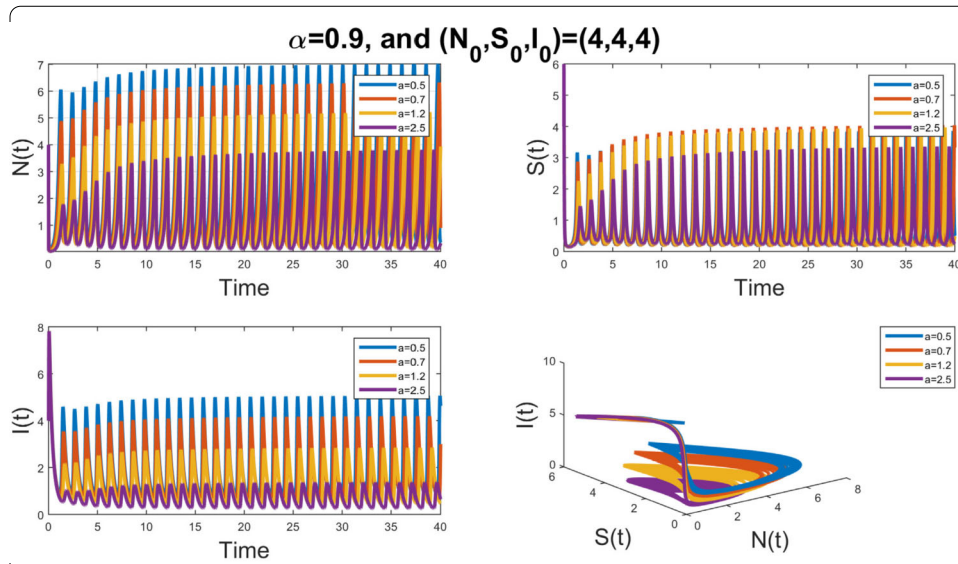 α=0.9, and (N₀,S₀,I₀)=(4,4,4)
7
6
5
4
3
2
1
N(t)
a=0.5
a=0.7
a=1.2
a=2.5
0 5 10 15 20 25 30 35 40
Time
6
5
4
3
2
1
0
S(t)
a=0.5
a=0.7
a=1.2
a=2.5
0 5 10 15 20 25 30 35 40
Time
8
6
4
2
0
I(t)
a=0.5
a=0.7
a=1.2
a=2.5
0 5 10 15 20 25 30 35 40
Time
a=0.5
a=0.7
a=1.2
a=2.5
10
5
0
I(t)
6
4
2
0
S(t)
0 2 4 6 8
N(t)